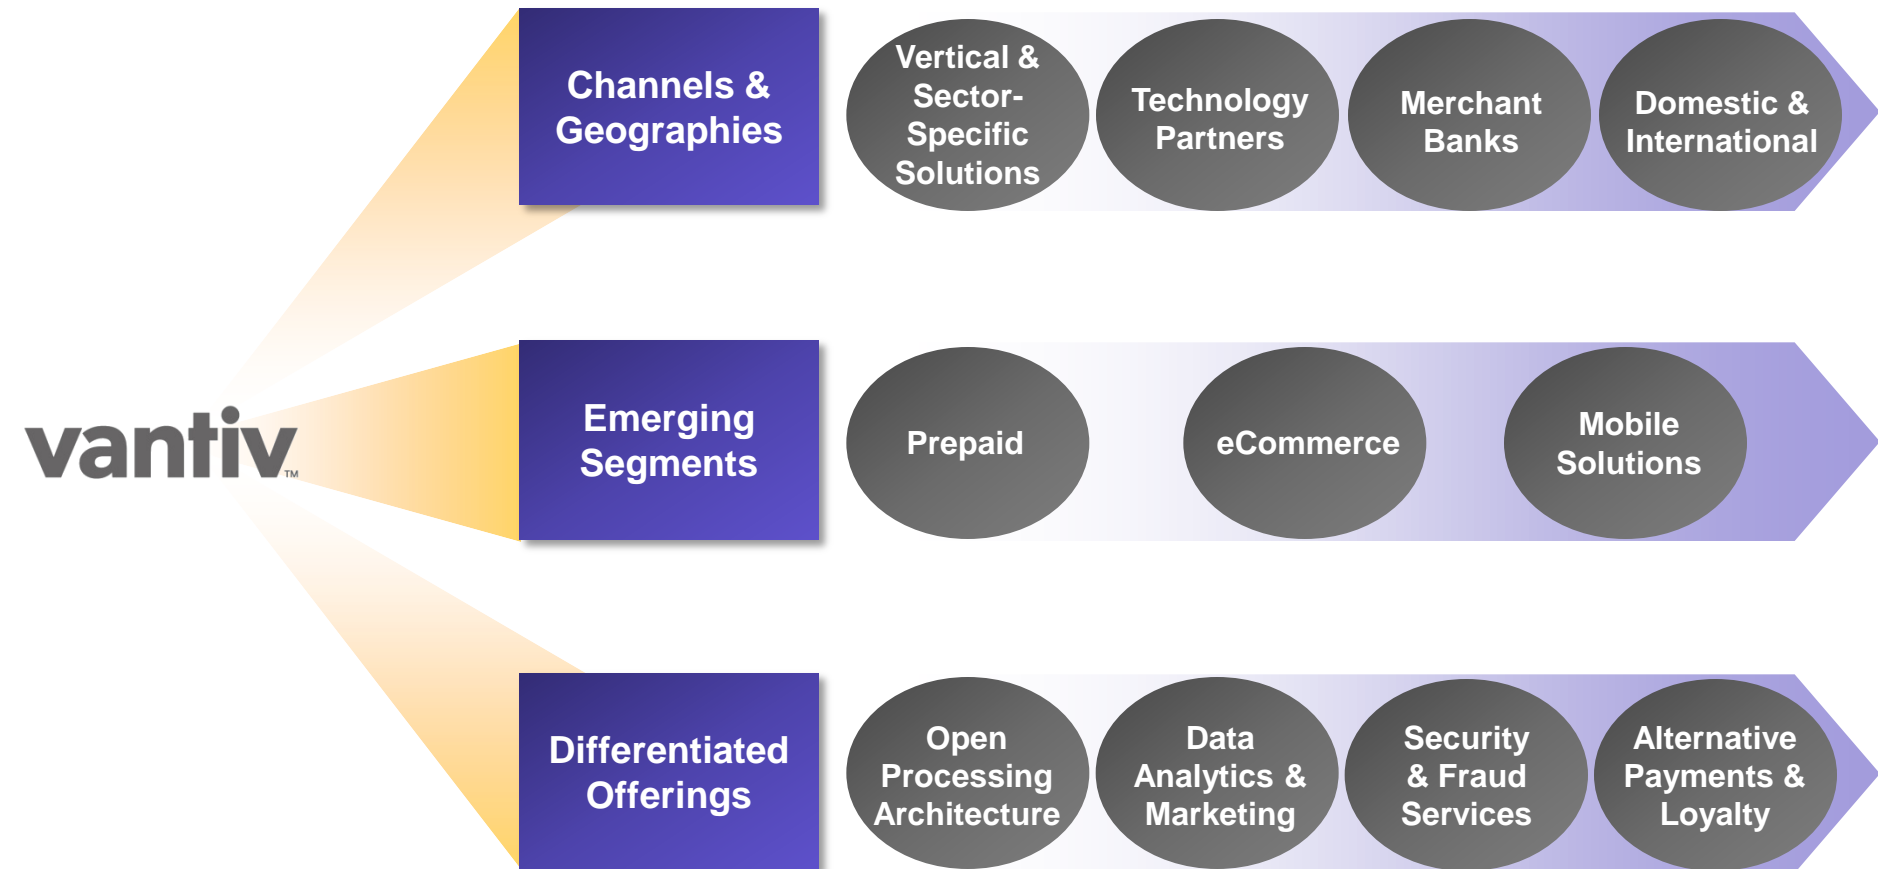 Channels &
Geographies
Vertical &
Sector-
Specific
Solutions
Technology
Partners
Merchant
Banks
Domestic &
International
vantiv™
Emerging
Segments
Prepaid
eCommerce
Mobile
Solutions
Differentiated
Offerings
Open
Processing
Architecture
Data
Analytics &
Marketing
Security
& Fraud
Services
Alternative
Payments &
Loyalty